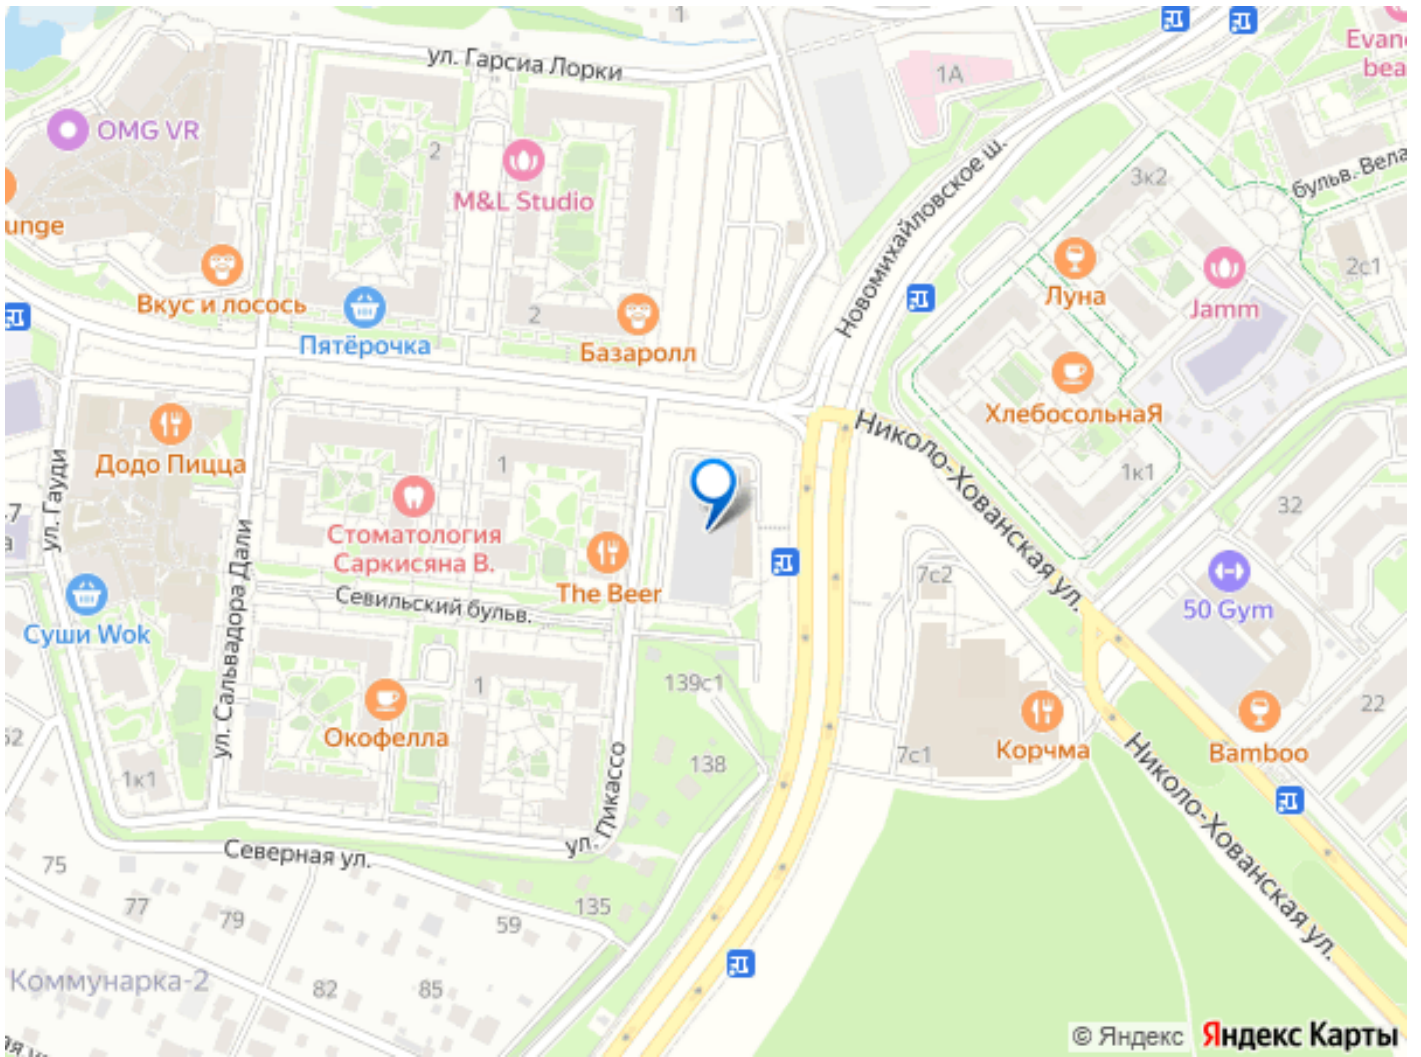 1
ул. Гарсиа Лорки
1А
Evan
bea
OMG VR
2
M&L Studio
Новомихайловское ш.
3к2
бульв. Вела
unge
Вкус и лосось
2
Луна
Jamm
2с1
Пятёрочка
Базаролл
ХлебосольнаЯ
Николо-Хованская ул.
ул. Гауди
Додо Пицца
1
1к1
32
7
а
Стоматология
Саркисяна В.
ул. Сальвадора Дали
Севильский бульв.
The Beer
7с2
50 Gym
Суши Wok
139с1
1
22
Окофелла
Корчма
Bamboo
52
1к1
138
7с1
ул. Пикассо
Николо-Хованская ул.
Северная ул.
75
77
79
59
135
Коммунарка-2
82
85
ая ул
© Яндекс Яндекс Карты